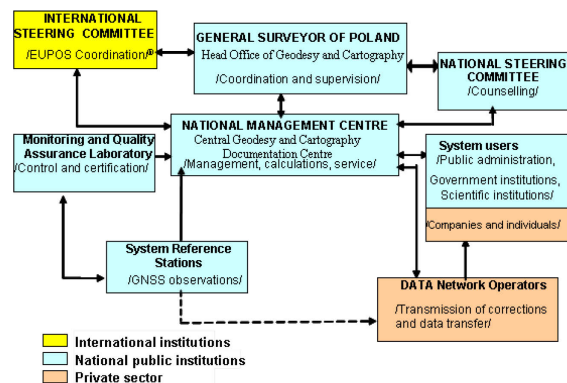 INTERNATIONAL
STEERING COMMITTEE
/EUPOS Coordination/
GENERAL SURVEYOR OF POLAND
Head Office of Geodesy and Cartography
/Coordination and supervision/
NATIONAL STEERING
COMMITTEE
/Counselling/
NATIONAL MANAGEMENT CENTRE
Central Geodesy and Cartography
Documentation Centre
/Management, calculations, service/
Monitoring and Quality
Assurance Laboratory
/Control and certification/
System users
/Public administration,
Government institutions,
Scientific institutions/
/Companies and individuals/
System Reference
Stations
/GNSS observations/
DATA Network Operators
/Transmission of corrections
and data transfer/
International institutions
National public institutions
Private sector